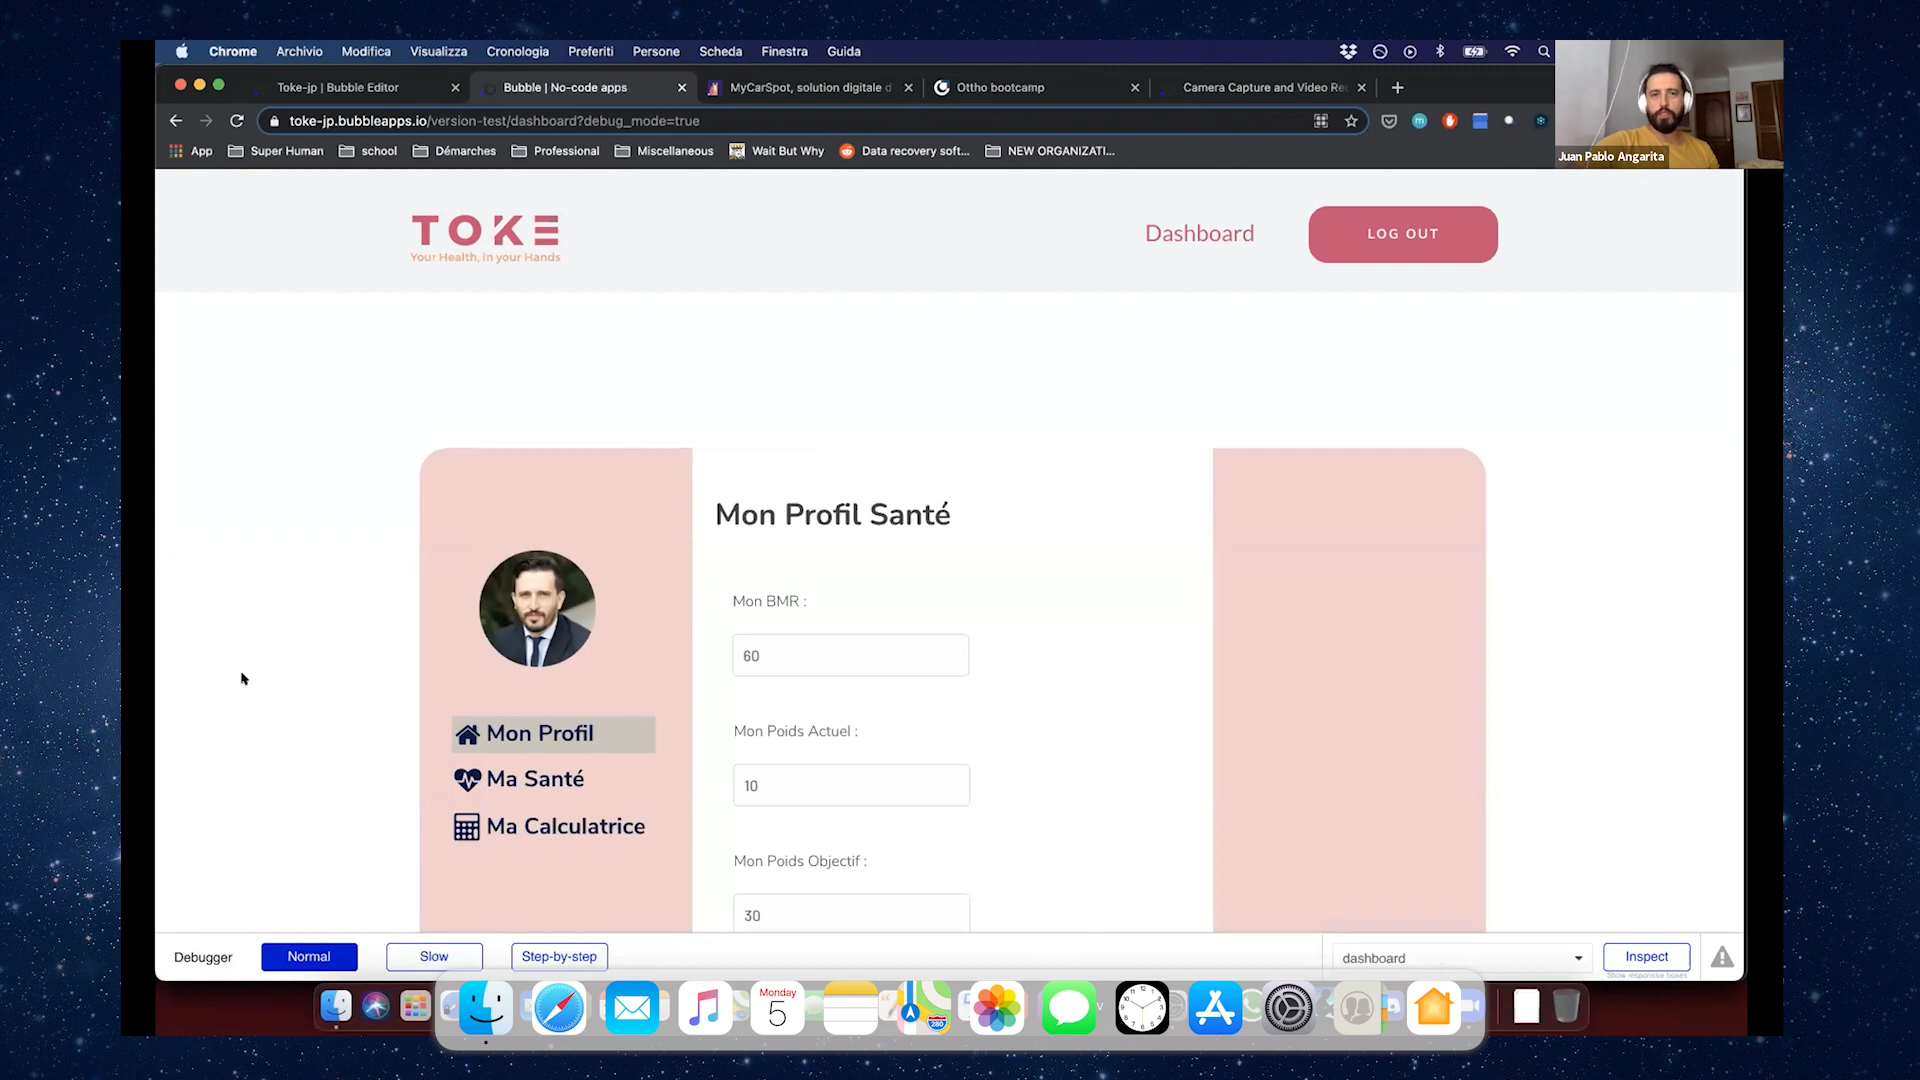 Chrome Archivio Modifica Visualizza Cronologia Preferiti Persone Scheda Finestra Guida
Toke-jp | Bubble Editor
Bubble | No-code apps
MyCarSpot, solution digitale d
Ottho bootcamp
Camera Capture and Video Re
toke-jp.bubbleapps.io/version-test/dashboard?debug_mode=true
App Super Human school Démarches Professional Miscellaneous Wait But Why Data recovery soft... NEW ORGANIZATI...
Juan Pablo Angarita
TOKE
Your Health, in your Hands
Dashboard
LOG OUT
Mon Profil Santé
Mon BMR :
60
Mon Poids Actuel :
10
Mon Poids Objectif :
30
Mon Profil
Ma Santé
Ma Calculatrice
Debugger Normal Slow Step-by-step
dashboard
Inspect
Show responsive boxes
Monday
5
280